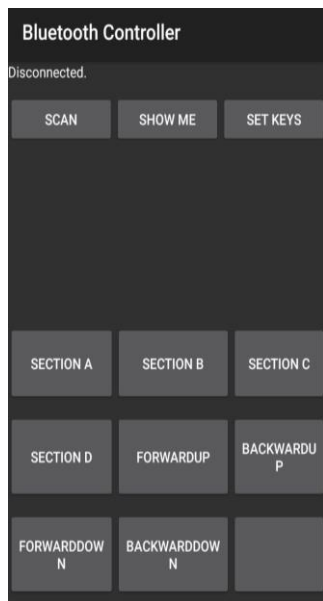 Bluetooth Controller
Disconnected.
SCAN SHOW ME SET KEYS
SECTION A SECTION B SECTION C
SECTION D FORWARDUP BACKWARDU
P
FORWARDDOW BACKWARDDOW
N N